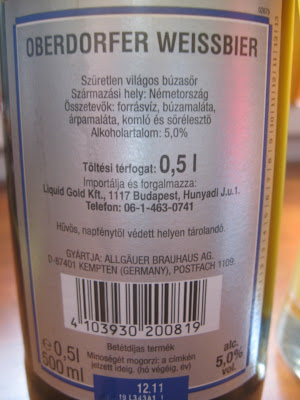 OBERDORFER WEISSBIER
Szüretlen világos búzasör
Származási hely: Németország
Összetevők: forrásvíz, búzamaláta,
árpamaláta, komló és sörélesztő
Alkoholartalom: 5,0%
Töltési térfogat: 0,5 l
Importálja és forgalmazza:
Liquid Gold Kft., 1117 Budapest, Hunyadi J.u.1.
Telefon: 06-1-463-0741
Hűvös, napfénytől védett helyen tárolandó.
GYÁRTJA: ALLGÄUER BRAUHAUS AG.
D-87401 KEMPTEN (GERMANY), POSTFACH 1109.
4 103930 200819
℮ 0,5l
500 ml
Betétdíjas termék
Minőségét megőrzi: a címkén
jelzett ideig. (hó végéig, év)
alc.
5,0%
vol.
12.11